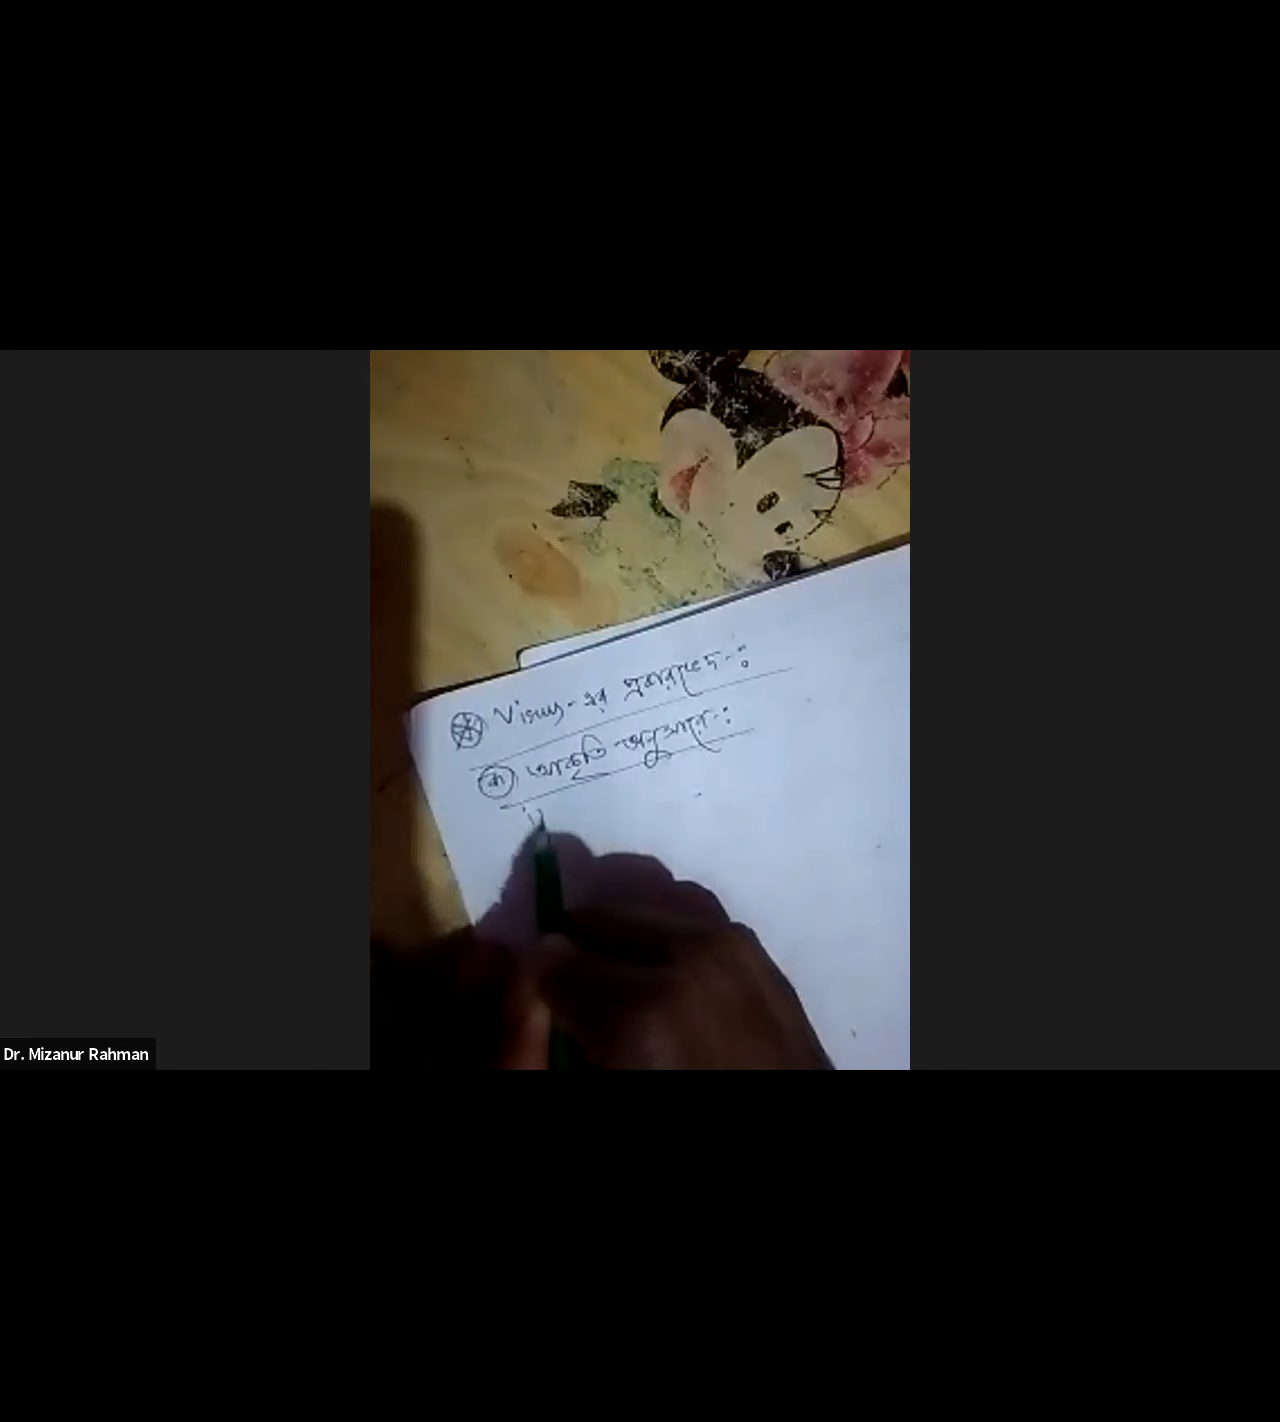 Virus-এর প্রকারভেদ-:
ক আকৃতি অনুসারে-:
i)
Dr. Mizanur Rahman